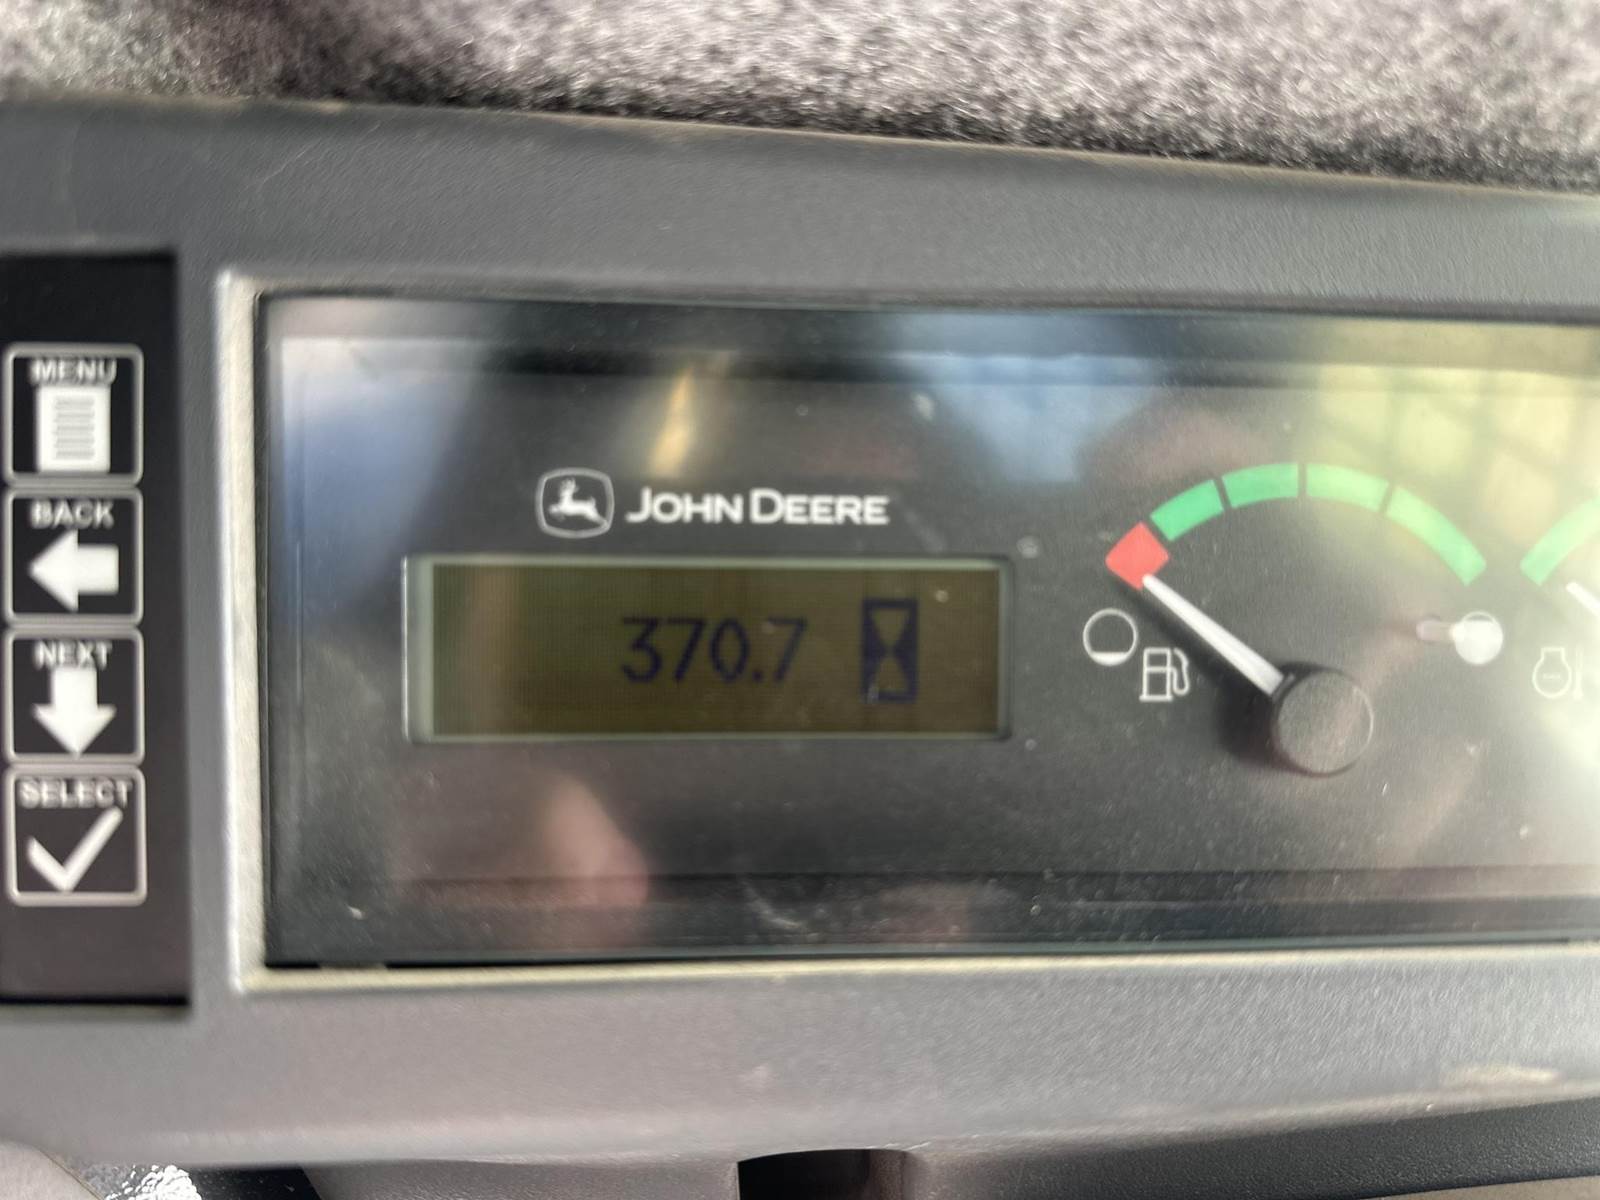 MENU
BACK
NEXT
SELECT
JOHN DEERE
370.7